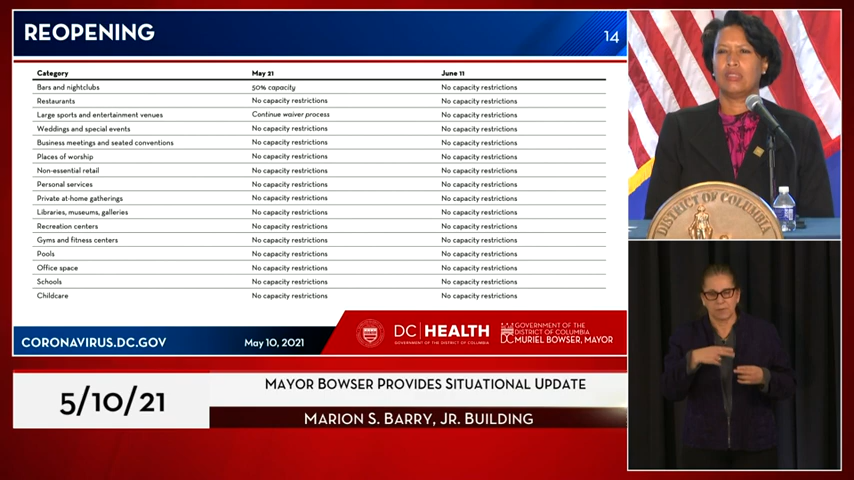 REOPENING
14
Category May 21 June 11
Bars and nightclubs 50% capacity No capacity restrictions
Restaurants No capacity restrictions No capacity restrictions
Large sports and entertainment venues Continue waiver process No capacity restrictions
Weddings and special events No capacity restrictions No capacity restrictions
Business meetings and seated conventions No capacity restrictions No capacity restrictions
Places of worship No capacity restrictions No capacity restrictions
Non-essential retail No capacity restrictions No capacity restrictions
Personal services No capacity restrictions No capacity restrictions
Private at-home gatherings No capacity restrictions No capacity restrictions
Libraries, museums, galleries No capacity restrictions No capacity restrictions
Recreation centers No capacity restrictions No capacity restrictions
Gyms and fitness centers No capacity restrictions No capacity restrictions
Pools No capacity restrictions No capacity restrictions
Office space No capacity restrictions No capacity restrictions
Schools No capacity restrictions No capacity restrictions
Childcare No capacity restrictions No capacity restrictions
CORONAVIRUS.DC.GOV
May 10, 2021
DC | HEALTH
GOVERNMENT OF THE DISTRICT OF COLUMBIA
GOVERNMENT OF THE
DISTRICT OF COLUMBIA
DC MURIEL BOWSER, MAYOR
DISTRICT OF COLUMBIA
5/10/21
MAYOR BOWSER PROVIDES SITUATIONAL UPDATE
MARION S. BARRY, JR. BUILDING